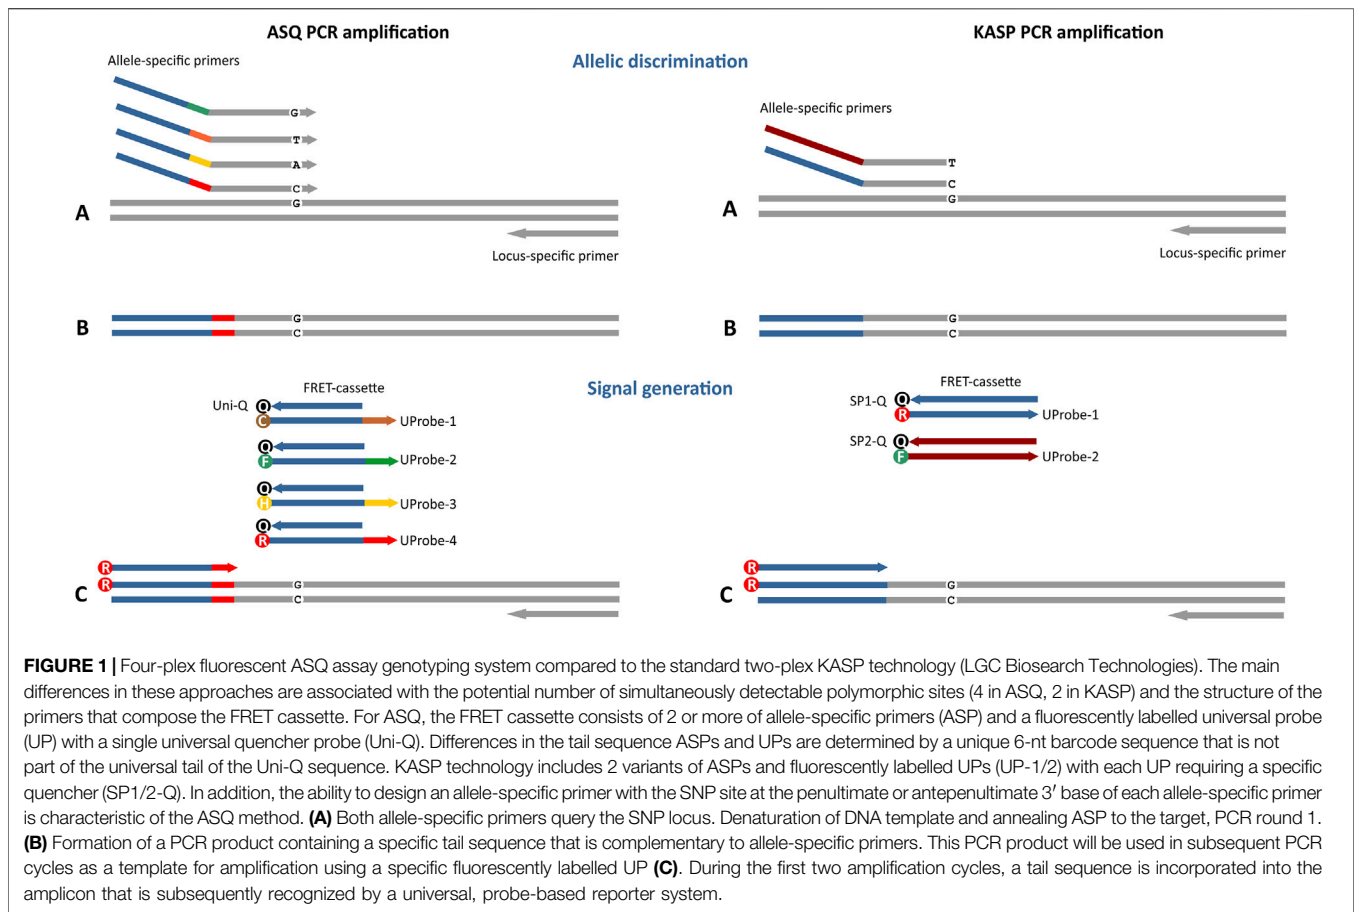 ASQ PCR amplification
KASP PCR amplification
Allelic discrimination
Allele-specific primers
G
T
A
C
G
A
Locus-specific primer
Allele-specific primers
T
C
G
A
Locus-specific primer
B
G
C
B
G
C
Signal generation
FRET-cassette
Uni-Q
Q
C
UProbe-1
Q
F
UProbe-2
Q
H
UProbe-3
Q
R
UProbe-4
R
R
G
C
C
FRET-cassette
SP1-Q
Q
R
UProbe-1
SP2-Q
Q
F
UProbe-2
R
R
G
C
C
FIGURE 1 | Four-plex fluorescent ASQ assay genotyping system compared to the standard two-plex KASP technology (LGC Biosearch Technologies). The main
differences in these approaches are associated with the potential number of simultaneously detectable polymorphic sites (4 in ASQ, 2 in KASP) and the structure of the
primers that compose the FRET cassette. For ASQ, the FRET cassette consists of 2 or more of allele-specific primers (ASP) and a fluorescently labelled universal probe
(UP) with a single universal quencher probe (Uni-Q). Differences in the tail sequence ASPs and UPs are determined by a unique 6-nt barcode sequence that is not
part of the universal tail of the Uni-Q sequence. KASP technology includes 2 variants of ASPs and fluorescently labelled UPs (UP-1/2) with each UP requiring a specific
quencher (SP1/2-Q). In addition, the ability to design an allele-specific primer with the SNP site at the penultimate or antepenultimate 3′ base of each allele-specific primer
is characteristic of the ASQ method. (A) Both allele-specific primers query the SNP locus. Denaturation of DNA template and annealing ASP to the target, PCR round 1.
(B) Formation of a PCR product containing a specific tail sequence that is complementary to allele-specific primers. This PCR product will be used in subsequent PCR
cycles as a template for amplification using a specific fluorescently labelled UP (C). During the first two amplification cycles, a tail sequence is incorporated into the
amplicon that is subsequently recognized by a universal, probe-based reporter system.